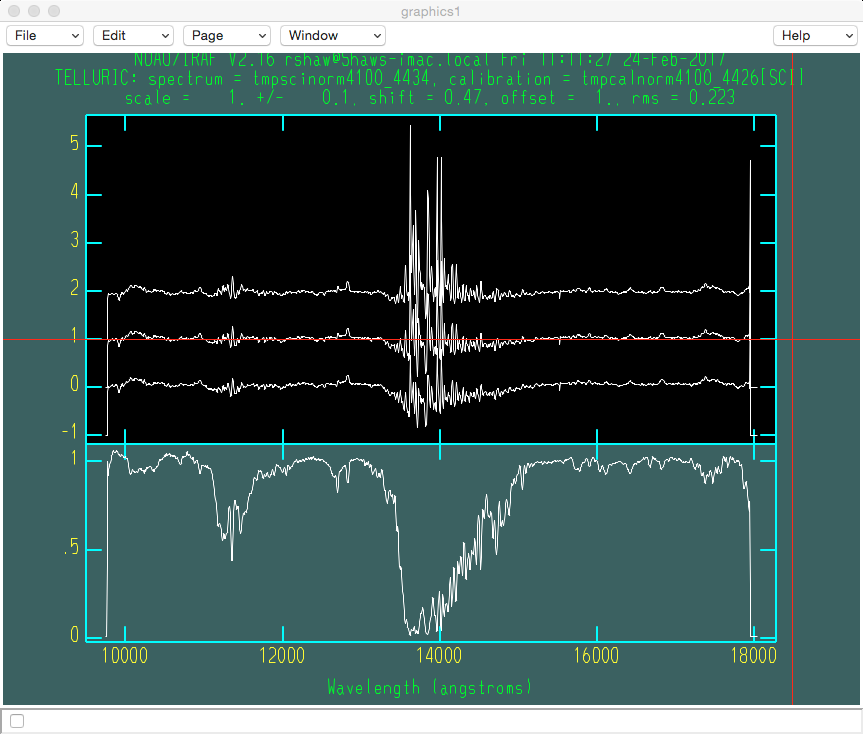 graphics1
File Edit Page Window Help
NOAO/IRAF V2.16 rshaw@Shaws-imac.local Fri 11:11:27 24-Feb-2017
TELLURIC: spectrum = tmpscinorm4100_4434, calibration = tmpcalnorm4100_4426[SCI]
scale = 1. +/- 0.1, shift = 0.47, offset = 1., rms = 0.223
5
4
3
2
1
0
-1
1
.5
0
10000 12000 14000 16000 18000
Wavelength (angstroms)